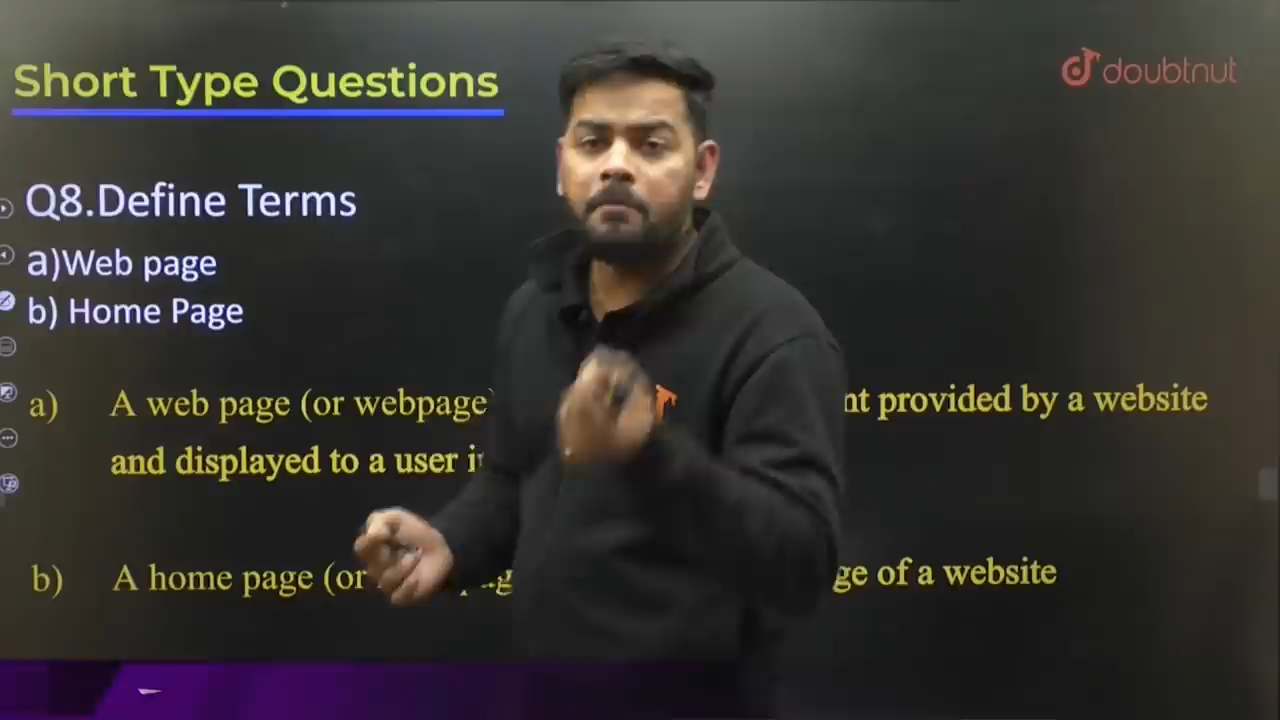 Short Type Questions
doubtnut
Q8.Define Terms
a)Web page
b) Home Page
a) A web page (or webpage nt provided by a website
and displayed to a user
b) A home page (or ge of a website